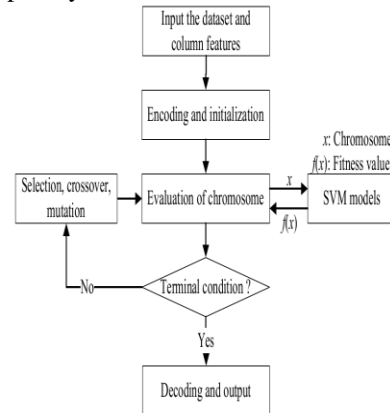 Input the dataset and
column features
Encoding and initialization
x: Chromosome
f(x): Fitness value
Selection, crossover,
mutation
Evaluation of chromosome
x
f(x)
SVM models
No
Terminal condition ?
Yes
Decoding and output